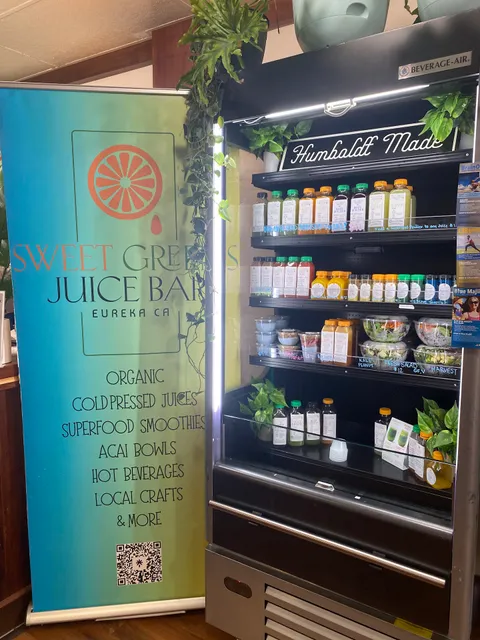 BEVERAGE-AIR.
Humboldt Made
SWEET GREENS
JUICE BAR
EUREKA CA
ORGANIC
COLD PRESSED JUICES
SUPERFOOD SMOOTHIES
ACAI BOWLS
HOT BEVERAGES
LOCAL CRAFTS
& MORE